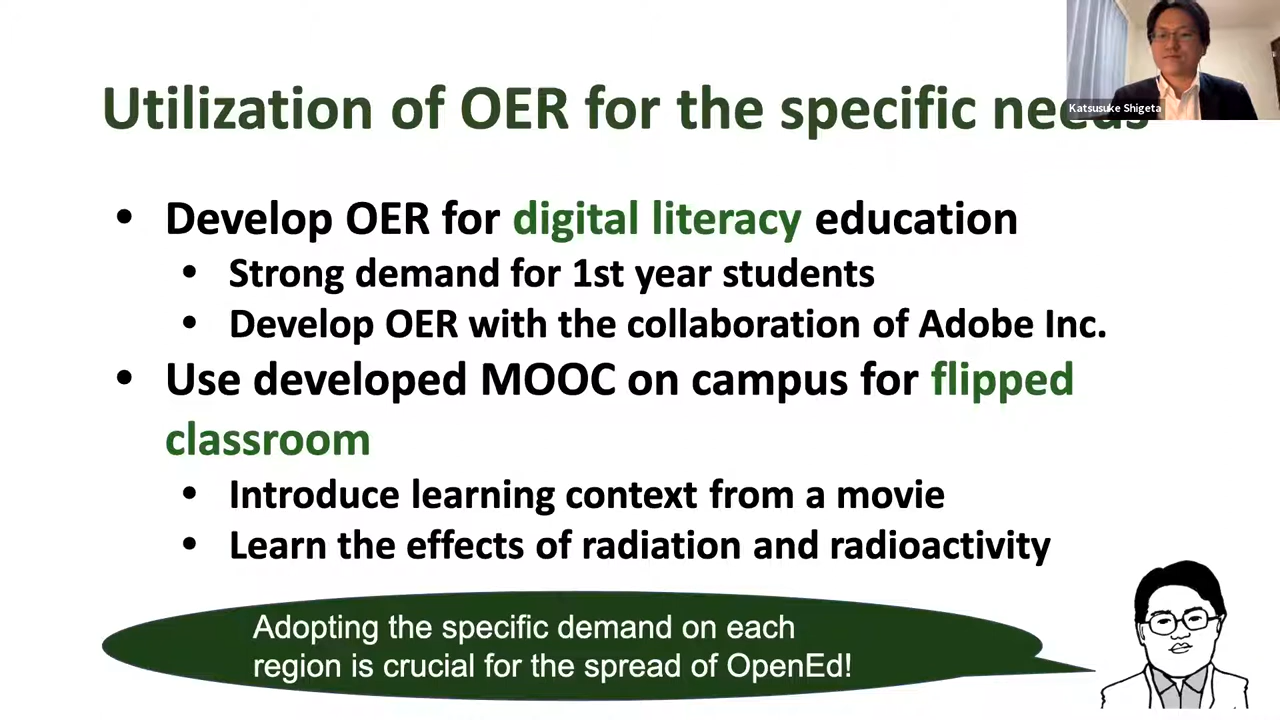 Utilization of OER for the specific needs
Katsusuke Shigeta
• Develop OER for digital literacy education
• Strong demand for 1st year students
• Develop OER with the collaboration of Adobe Inc.
• Use developed MOOC on campus for flipped
classroom
• Introduce learning context from a movie
• Learn the effects of radiation and radioactivity
Adopting the specific demand on each
region is crucial for the spread of OpenEd!